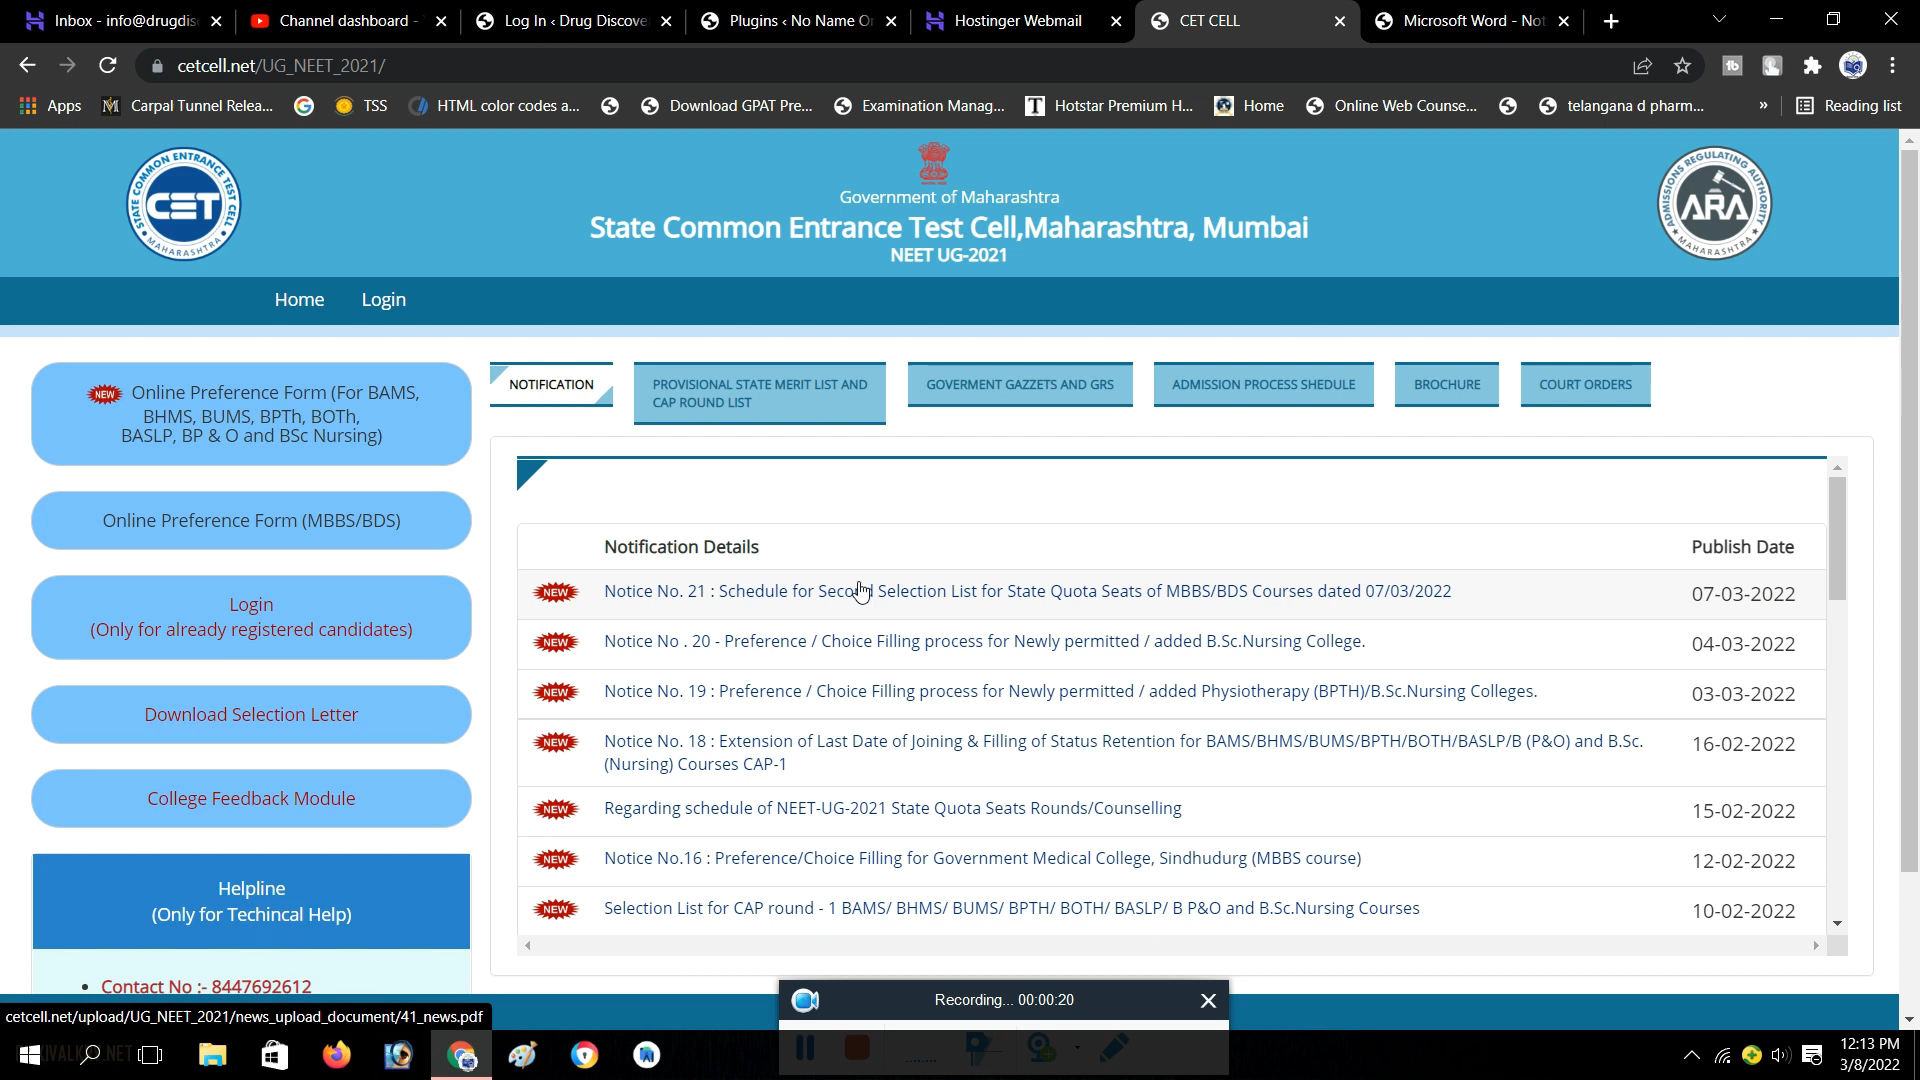 Inbox - info@drugdis
Channel dashboard -
Log In ‹ Drug Discove
Plugins ‹ No Name Or
Hostinger Webmail
CET CELL
Microsoft Word - Not
cetcell.net/UG_NEET_2021/
Apps
Carpal Tunnel Relea...
TSS
HTML color codes a...
Download GPAT Pre...
Examination Manag...
Hotstar Premium H...
Home
Online Web Counse...
telangana d pharm...
»
Reading list
STATE COMMON ENTRANCE TEST CELL
CET
MAHARASHTRA
Government of Maharashtra
State Common Entrance Test Cell,Maharashtra, Mumbai
NEET UG-2021
ADMISSIONS REGULATING AUTHORITY
ARA
MAHARASHTRA
Home
Login
NEW Online Preference Form (For BAMS,
BHMS, BUMS, BPTh, BOTh,
BASLP, BP & O and BSc Nursing)
Online Preference Form (MBBS/BDS)
Login
(Only for already registered candidates)
Download Selection Letter
College Feedback Module
Helpline
(Only for Techincal Help)
Contact No :- 8447692612
NOTIFICATION
PROVISIONAL STATE MERIT LIST AND
CAP ROUND LIST
GOVERMENT GAZZETS AND GRS
ADMISSION PROCESS SHEDULE
BROCHURE
COURT ORDERS
Notification Details
Publish Date
NEW Notice No. 21 : Schedule for Second Selection List for State Quota Seats of MBBS/BDS Courses dated 07/03/2022 07-03-2022
NEW Notice No . 20 - Preference / Choice Filling process for Newly permitted / added B.Sc.Nursing College. 04-03-2022
NEW Notice No. 19 : Preference / Choice Filling process for Newly permitted / added Physiotherapy (BPTH)/B.Sc.Nursing Colleges. 03-03-2022
NEW Notice No. 18 : Extension of Last Date of Joining & Filling of Status Retention for BAMS/BHMS/BUMS/BPTH/BOTH/BASLP/B (P&O) and B.Sc. 16-02-2022
(Nursing) Courses CAP-1
NEW Regarding schedule of NEET-UG-2021 State Quota Seats Rounds/Counselling 15-02-2022
NEW Notice No.16 : Preference/Choice Filling for Government Medical College, Sindhudurg (MBBS course) 12-02-2022
NEW Selection List for CAP round - 1 BAMS/ BHMS/ BUMS/ BPTH/ BOTH/ BASLP/ B P&O and B.Sc.Nursing Courses 10-02-2022
cetcell.net/upload/UG_NEET_2021/news_upload_document/41_news.pdf
Recording... 00:00:20
12:13 PM
3/8/2022